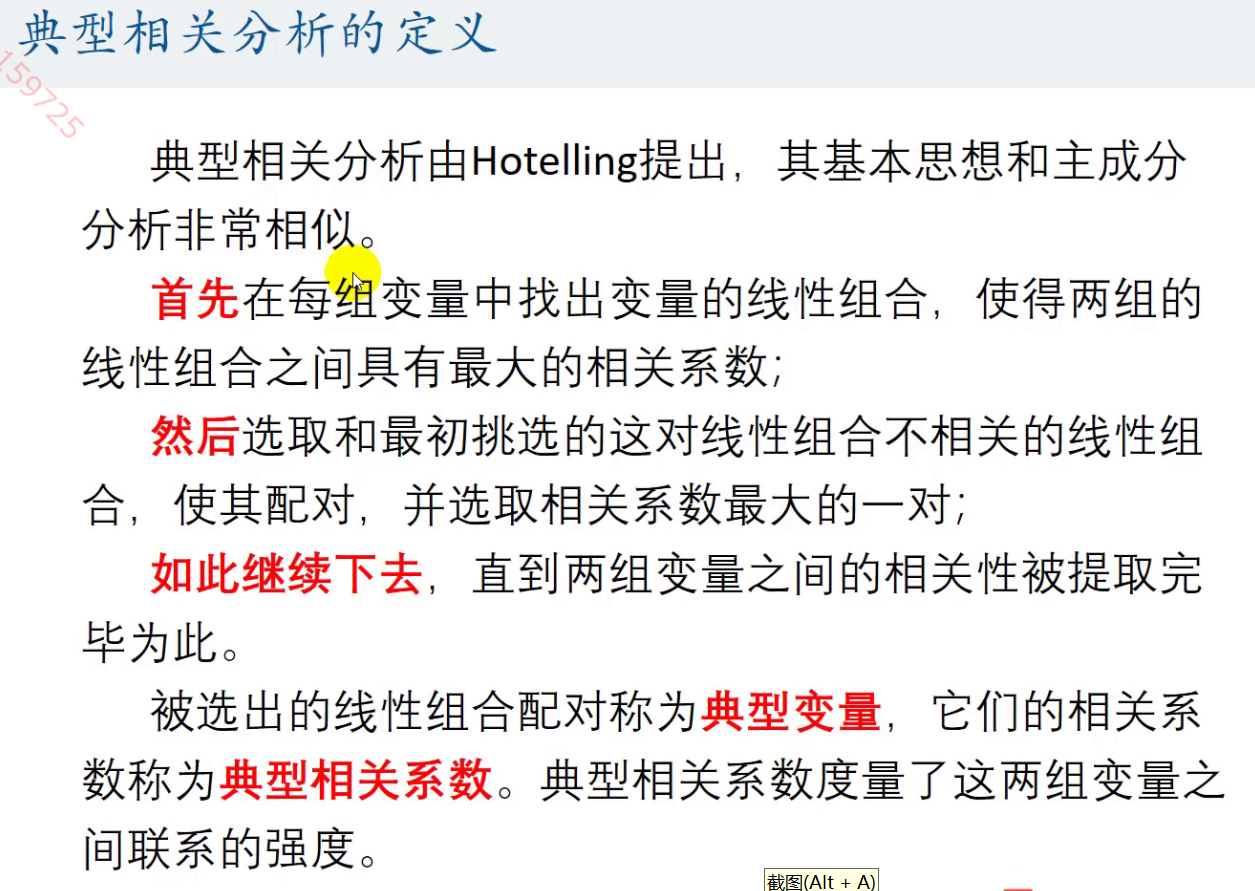 典型相关分析的定义
159725
典型相关分析由Hotelling提出，其基本思想和主成分
分析非常相似。
首先在每组变量中找出变量的线性组合，使得两组的
线性组合之间具有最大的相关系数；
然后选取和最初挑选的这对线性组合不相关的线性组
合，使其配对，并选取相关系数最大的一对；
如此继续下去，直到两组变量之间的相关性被提取完
毕为此。
被选出的线性组合配对称为典型变量，它们的相关系
数称为典型相关系数。典型相关系数度量了这两组变量之
间联系的强度。
截图(Alt + A)